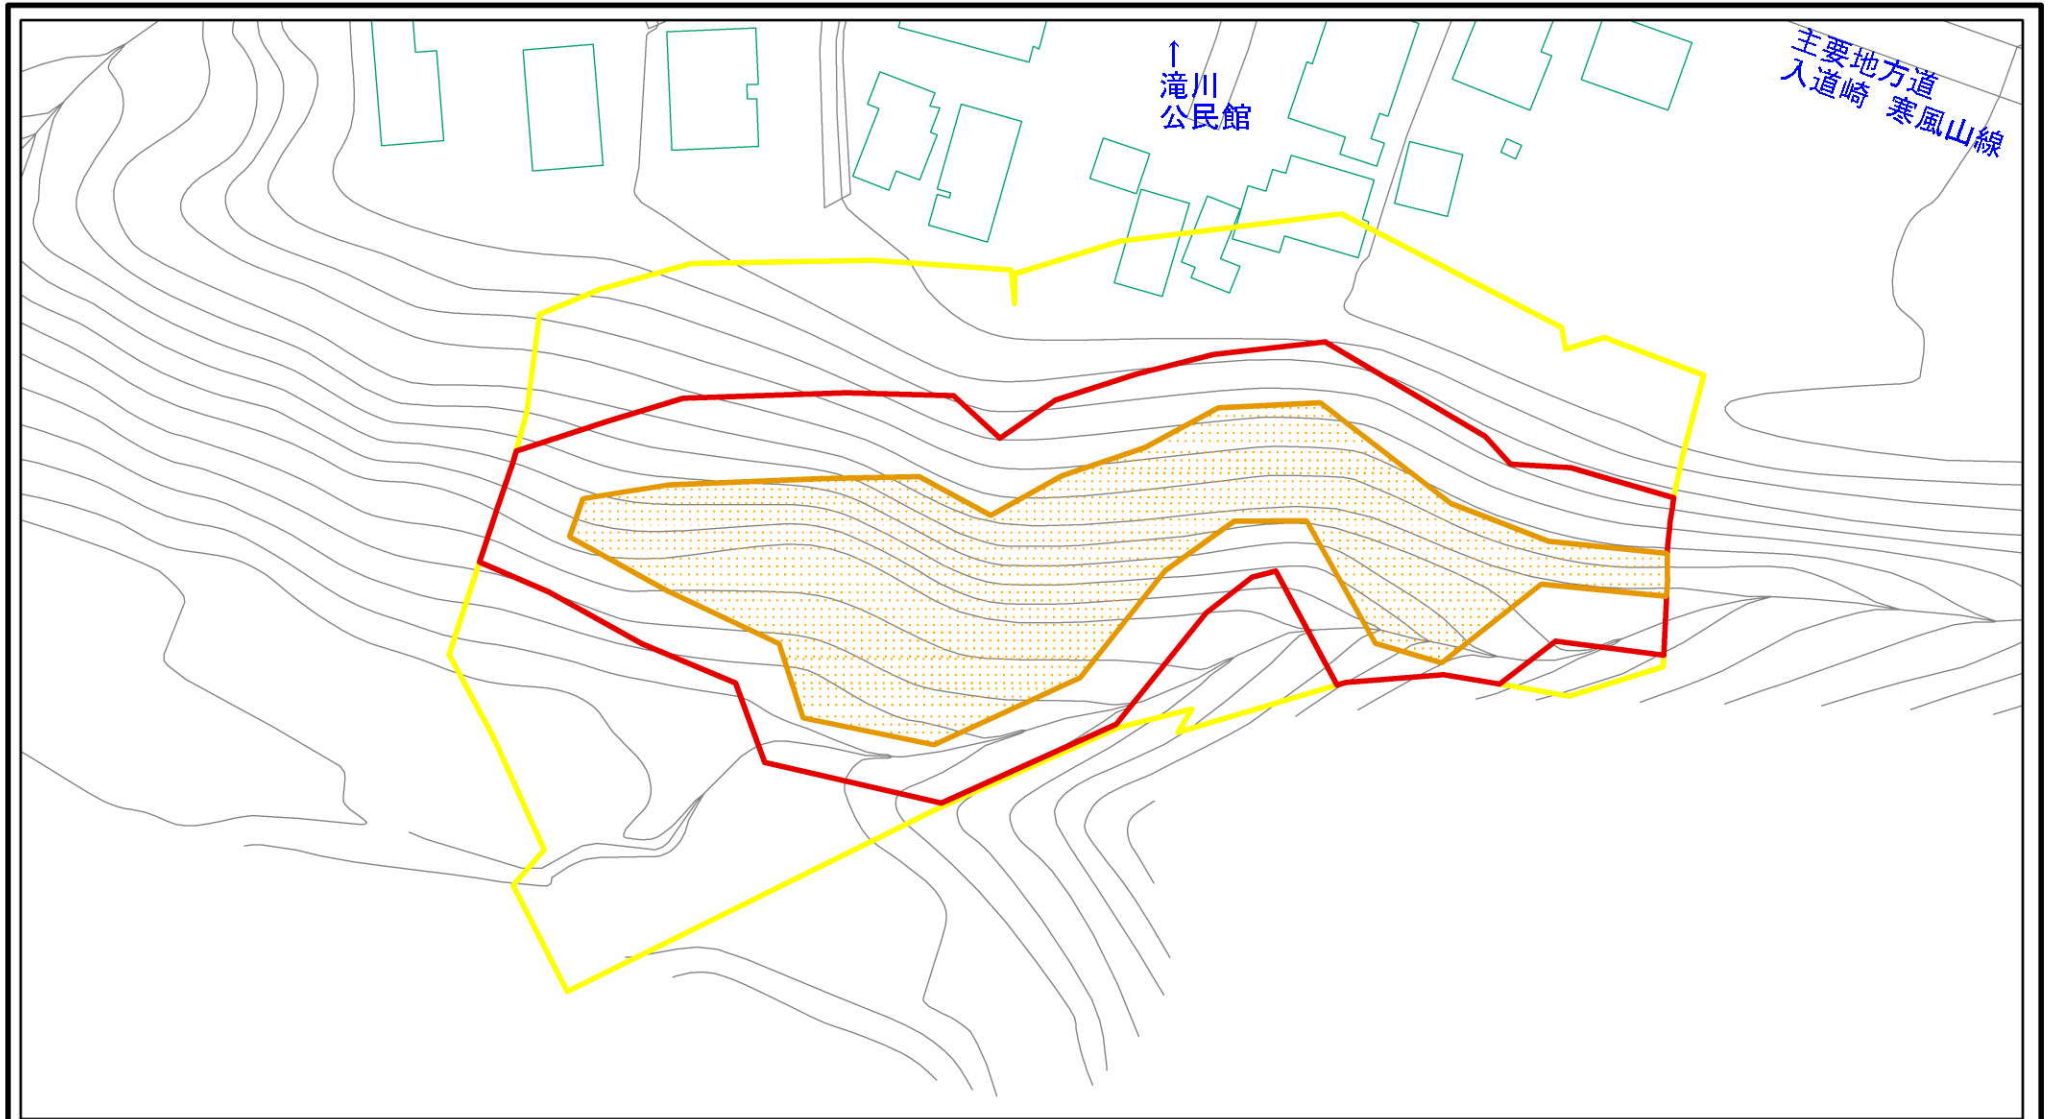 ↑
滝川
公民館
主要地方道
入道崎 寒風山線